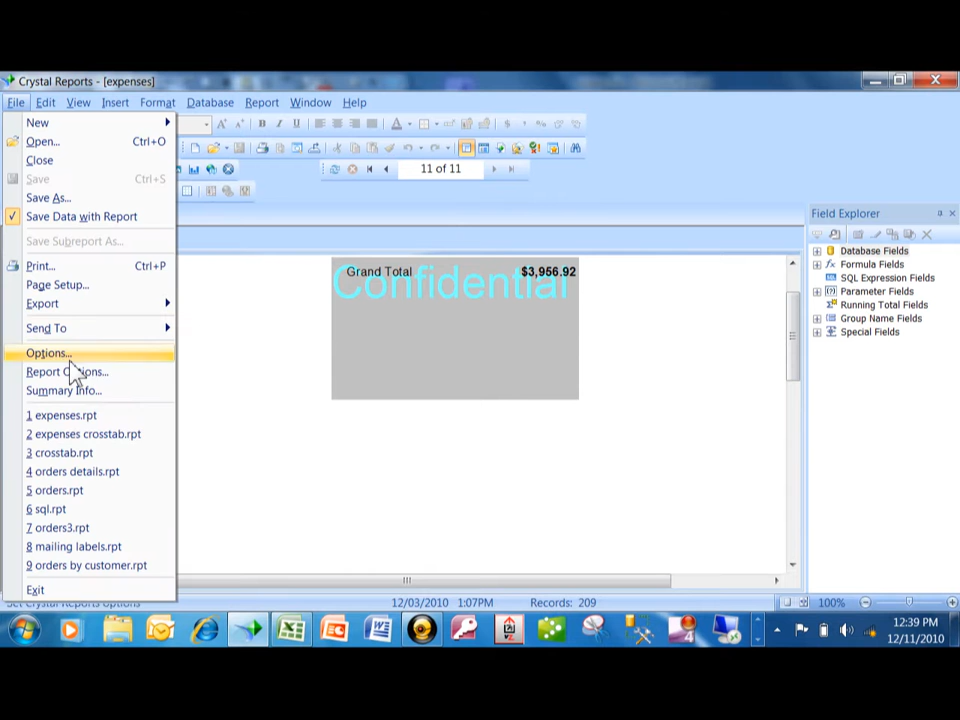 Crystal Reports - [expenses]
File Edit View Insert Format Database Report Window Help
New
Open... Ctrl+O
Close
Save Ctrl+S
Save As...
Save Data with Report
Save Subreport As...
Print... Ctrl+P
Page Setup...
Export
Send To
Options...
Report Options...
Summary Info...
1 expenses.rpt
2 expenses crosstab.rpt
3 crosstab.rpt
4 orders details.rpt
5 orders.rpt
6 sql.rpt
7 orders3.rpt
8 mailing labels.rpt
9 orders by customer.rpt
Exit
11 of 11
Grand Total $3,956.92
Confidential
Field Explorer
Database Fields
Formula Fields
SQL Expression Fields
Parameter Fields
Running Total Fields
Group Name Fields
Special Fields
Set Crystal Reports options
12/03/2010 1:07PM Records: 209 100%
12:39 PM
12/11/2010